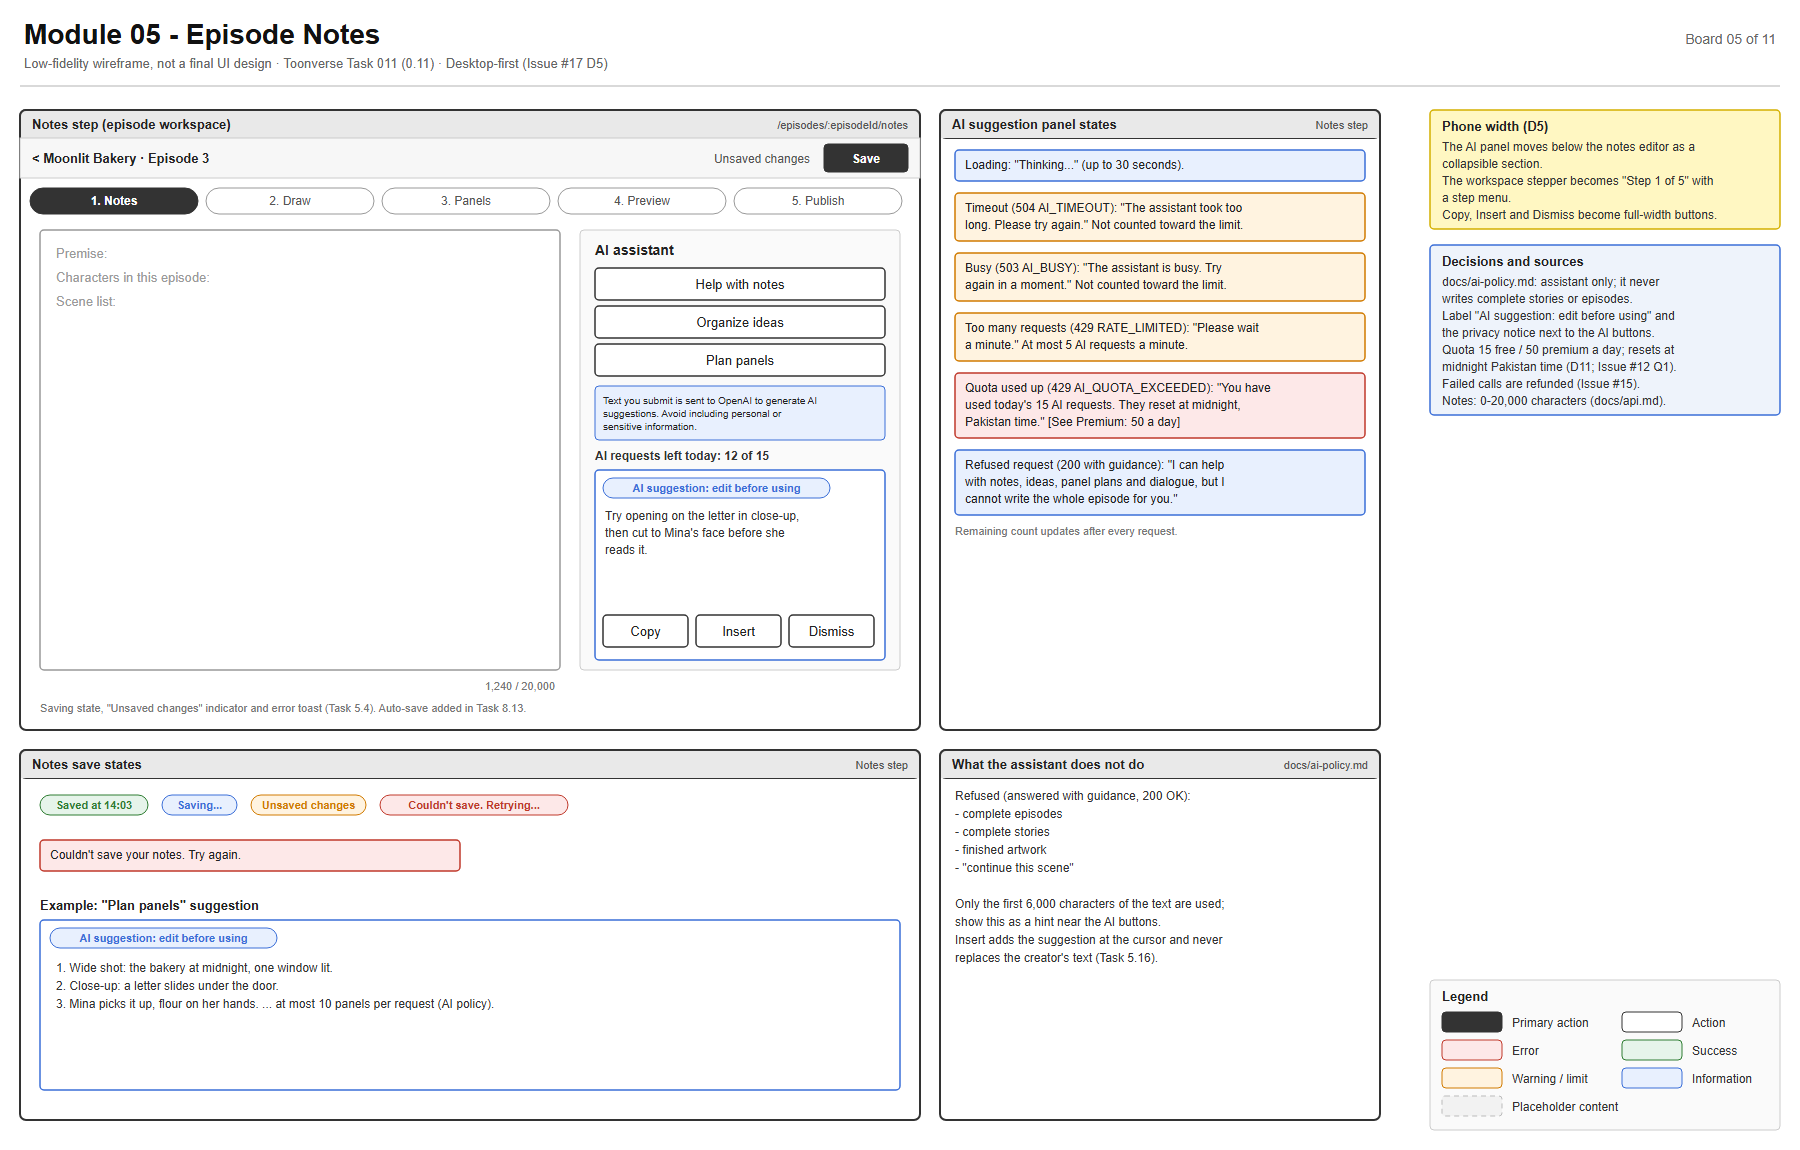 Module 05 - Episode Notes
Board 05 of 11
Low-fidelity wireframe, not a final UI design · Toonverse Task 011 (0.11) · Desktop-first (Issue #17 D5)
Notes step (episode workspace)
/episodes/:episodeId/notes
< Moonlit Bakery · Episode 3
Unsaved changes
Save
1. Notes
2. Draw
3. Panels
4. Preview
5. Publish
Premise:
Characters in this episode:
Scene list:
AI assistant
Help with notes
Organize ideas
Plan panels
Text you submit is sent to OpenAI to generate AI
suggestions. Avoid including personal or
sensitive information.
AI requests left today: 12 of 15
AI suggestion: edit before using
Try opening on the letter in close-up,
then cut to Mina's face before she
reads it.
Copy
Insert
Dismiss
1,240 / 20,000
Saving state, "Unsaved changes" indicator and error toast (Task 5.4). Auto-save added in Task 8.13.
AI suggestion panel states
Notes step
Loading: "Thinking..." (up to 30 seconds).
Timeout (504 AI_TIMEOUT): "The assistant took too
long. Please try again." Not counted toward the limit.
Busy (503 AI_BUSY): "The assistant is busy. Try
again in a moment." Not counted toward the limit.
Too many requests (429 RATE_LIMITED): "Please wait
a minute." At most 5 AI requests a minute.
Quota used up (429 AI_QUOTA_EXCEEDED): "You have
used today's 15 AI requests. They reset at midnight,
Pakistan time." [See Premium: 50 a day]
Refused request (200 with guidance): "I can help
with notes, ideas, panel plans and dialogue, but I
cannot write the whole episode for you."
Remaining count updates after every request.
Phone width (D5)
The AI panel moves below the notes editor as a
collapsible section.
The workspace stepper becomes "Step 1 of 5" with
a step menu.
Copy, Insert and Dismiss become full-width buttons.
Decisions and sources
docs/ai-policy.md: assistant only; it never
writes complete stories or episodes.
Label "AI suggestion: edit before using" and
the privacy notice next to the AI buttons.
Quota 15 free / 50 premium a day; resets at
midnight Pakistan time (D11; Issue #12 Q1).
Failed calls are refunded (Issue #15).
Notes: 0-20,000 characters (docs/api.md).
Notes save states
Notes step
Saved at 14:03
Saving...
Unsaved changes
Couldn't save. Retrying...
Couldn't save your notes. Try again.
Example: "Plan panels" suggestion
AI suggestion: edit before using
1. Wide shot: the bakery at midnight, one window lit.
2. Close-up: a letter slides under the door.
3. Mina picks it up, flour on her hands. ... at most 10 panels per request (AI policy).
What the assistant does not do
docs/ai-policy.md
Refused (answered with guidance, 200 OK):
- complete episodes
- complete stories
- finished artwork
- "continue this scene"
Only the first 6,000 characters of the text are used;
show this as a hint near the AI buttons.
Insert adds the suggestion at the cursor and never
replaces the creator's text (Task 5.16).
Legend
Primary action
Action
Error
Success
Warning / limit
Information
Placeholder content